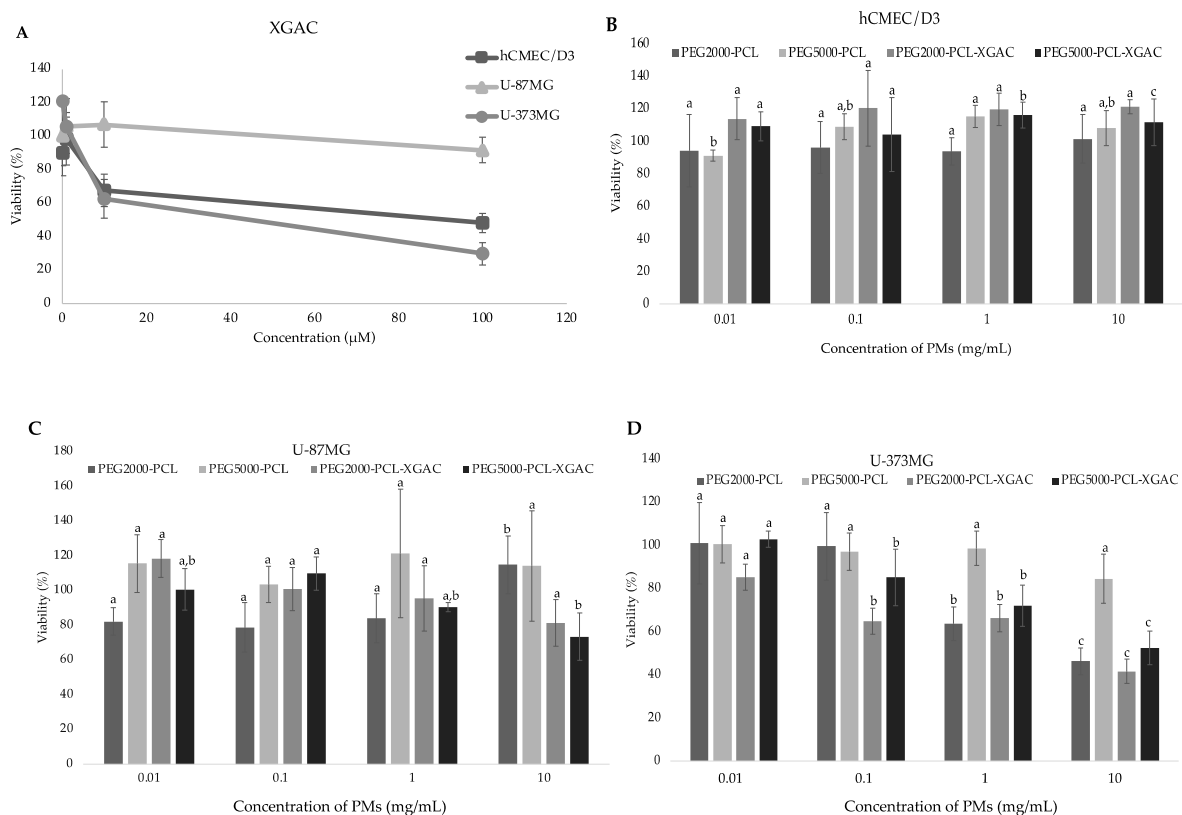 A
XGAC
hCMEC/D3
U-87MG
U-373MG
140
120
100
80
60
40
20
0
Viability (%)
0 20 40 60 80 100 120
Concentration (μM)
B
hCMEC/D3
PEG2000-PCL PEG5000-PCL PEG2000-PCL-XGAC PEG5000-PCL-XGAC
160
140
120
100
80
60
40
20
0
Viability (%)
a b a a
a a,b a a
a a a b
a a,b a c
0.01 0.1 1 10
Concentration of PMs (mg/mL)
C
U-87MG
PEG2000-PCL PEG5000-PCL PEG2000-PCL-XGAC PEG5000-PCL-XGAC
180
160
140
120
100
80
60
40
20
0
Viability (%)
a a a a,b
a a a a
a a a a,b
b a a b
0.01 0.1 1 10
Concentration of PMs (mg/mL)
D
U-373MG
PEG2000-PCL PEG5000-PCL PEG2000-PCL-XGAC PEG5000-PCL-XGAC
140
120
100
80
60
40
20
0
Viability (%)
a a a a
a a b b
b a b b
c a c c
0.01 0.1 1 10
Concentration of PMs (mg/mL)